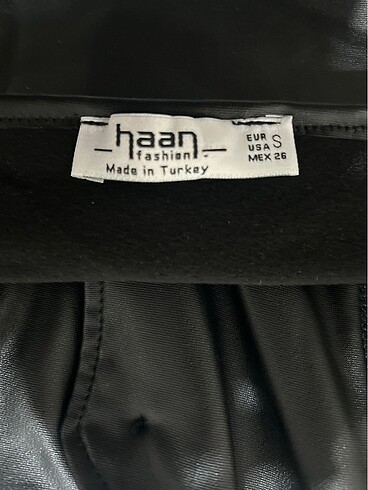 haan
fashion
Made in Turkey
EUR
USA S
MEX 26